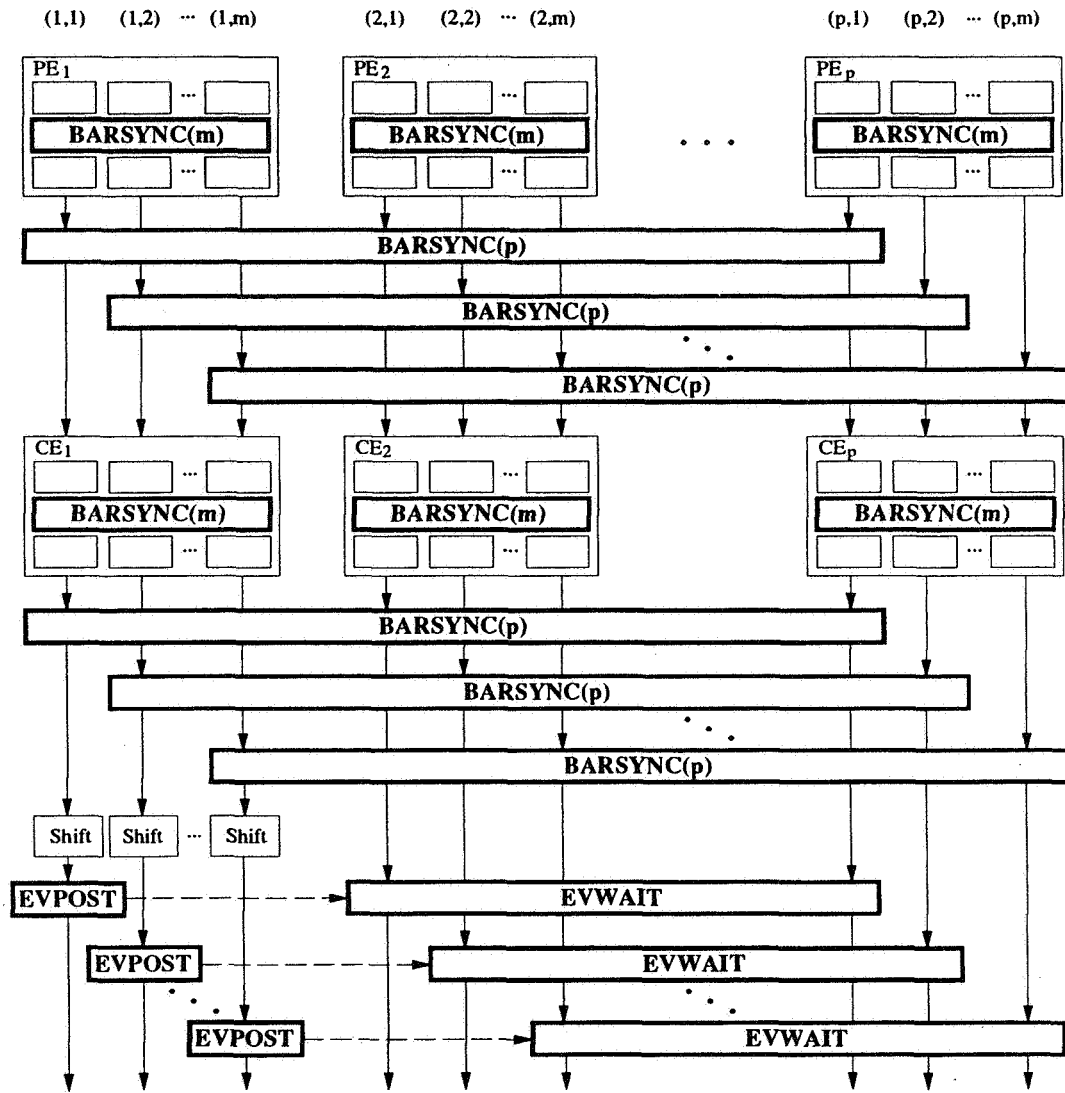 (1,1) (1,2) ... (1,m) (2,1) (2,2) ... (2,m) (p,1) (p,2) ... (p,m)
PE1 PE2 PEp
... ... ...
BARSYNC(m) BARSYNC(m) . . . BARSYNC(m)
... ... ...
BARSYNC(p)
BARSYNC(p)
BARSYNC(p)
CE1 CE2 CEp
... ... ...
BARSYNC(m) BARSYNC(m) BARSYNC(m)
... ... ...
BARSYNC(p)
BARSYNC(p)
BARSYNC(p)
Shift Shift ... Shift
EVPOST EVWAIT
EVPOST EVWAIT
EVPOST EVWAIT